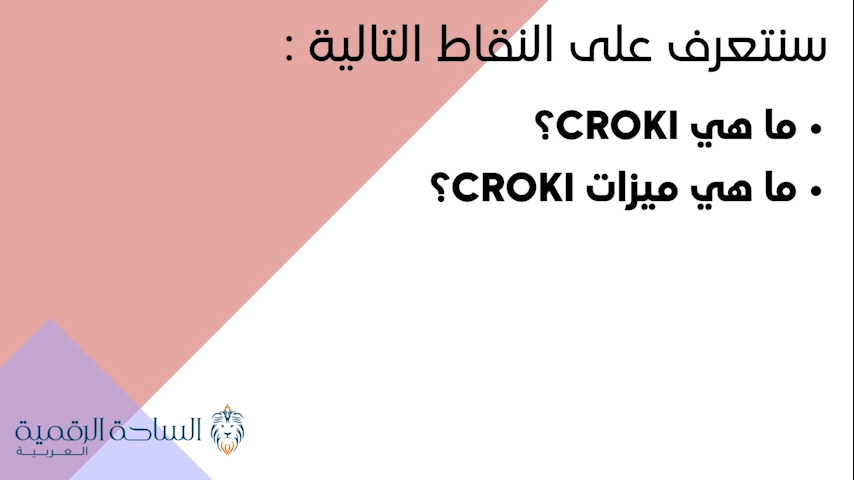 سنتعرف على النقاط التالية :
• ما هي CROKI؟
• ما هي ميزات CROKI؟
الساحة الرقمية
العربية